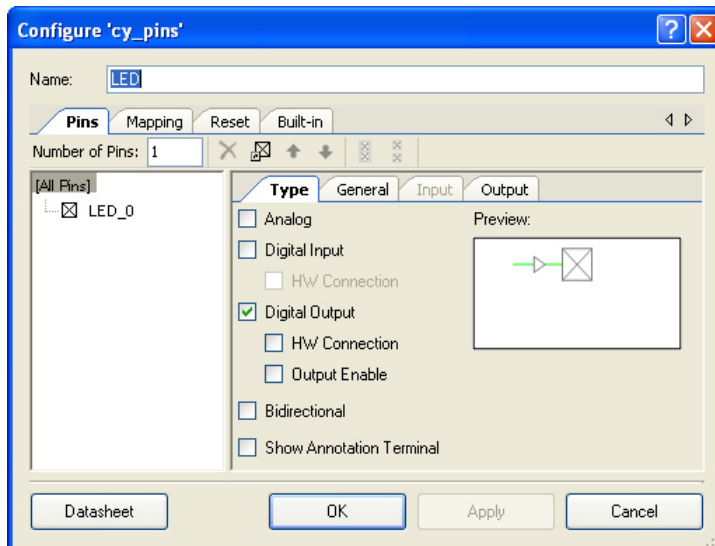 Configure 'cy_pins'
Name: LED
Pins Mapping Reset Built-in
Number of Pins: 1
[All Pins]
LED_0
Type General Input Output
Analog
Preview:
Digital Input
HW Connection
Digital Output
HW Connection
Output Enable
Bidirectional
Show Annotation Terminal
Datasheet OK Apply Cancel